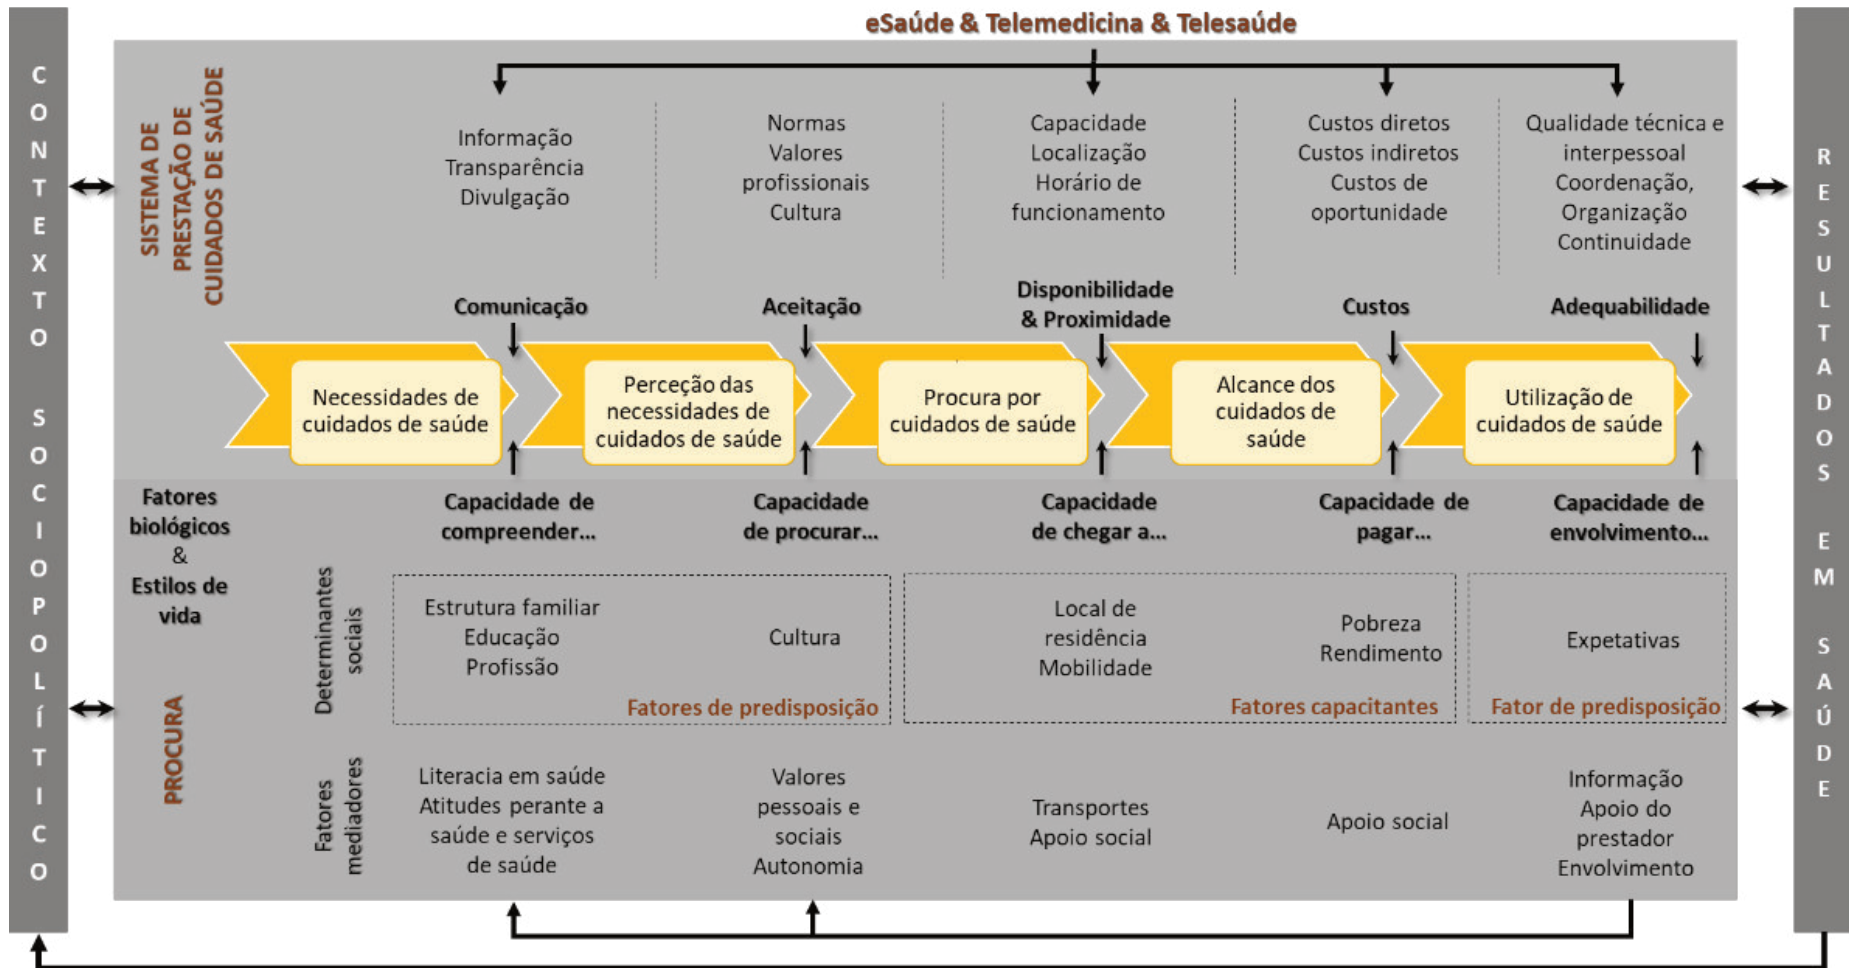 eSaúde & Telemedicina & Telesaúde
CONTEXTO SOCIOPOLÍTICO
SISTEMA DE
PRESTAÇÃO DE
CUIDADOS DE SAÚDE
Informação
Transparência
Divulgação
Normas
Valores
profissionais
Cultura
Capacidade
Localização
Horário de
funcionamento
Custos diretos
Custos indiretos
Custos de
oportunidade
Qualidade técnica e
interpessoal
Coordenação,
Organização
Continuidade
Comunicação
Aceitação
Disponibilidade
& Proximidade
Custos
Adequabilidade
Necessidades de
cuidados de saúde
Perceção das
necessidades de
cuidados de saúde
Procura por
cuidados de saúde
Alcance dos
cuidados de
saúde
Utilização de
cuidados de saúde
Fatores
biológicos
&
Estilos de
vida
Capacidade de
compreender...
Capacidade
de procurar...
Capacidade
de chegar a...
Capacidade de
pagar...
Capacidade de
envolvimento...
PROCURA
Determinantes
sociais
Estrutura familiar
Educação
Profissão
Cultura
Fatores de predisposição
Local de
residência
Mobilidade
Pobreza
Rendimento
Fatores capacitantes
Expetativas
Fator de predisposição
Fatores
mediadores
Literacia em saúde
Atitudes perante a
saúde e serviços
de saúde
Valores
pessoais e
sociais
Autonomia
Transportes
Apoio social
Apoio social
Informação
Apoio do
prestador
Envolvimento
RESULTADOS EM SAÚDE